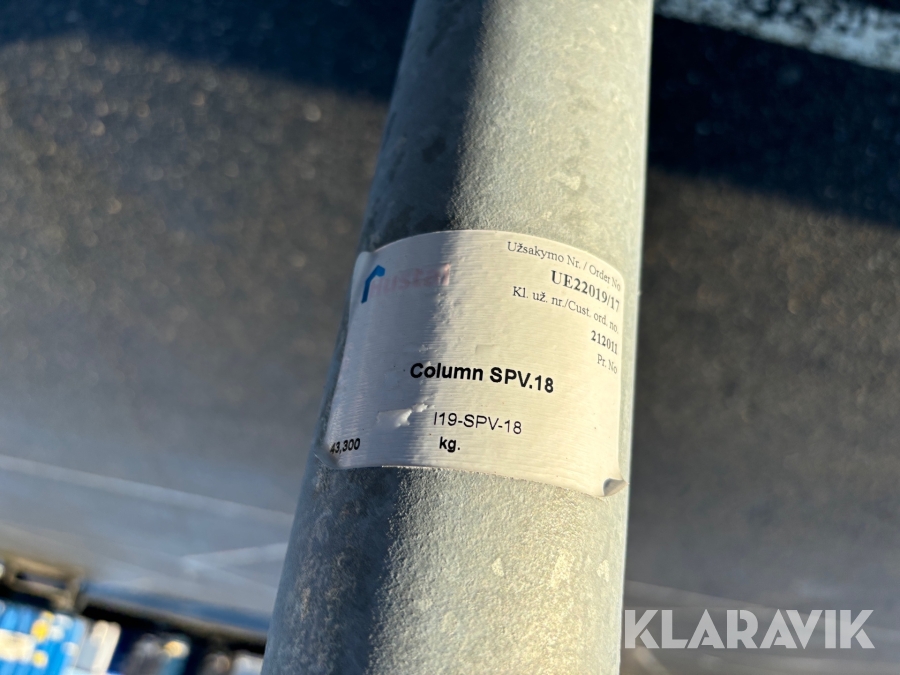 Užsakymo Nr. / Order No
UE22019/17
Kl. už. nr./Cust. ord. no.
212011
Pr. No
Column SPV.18
I19-SPV-18
43,300 kg.
KLARAVIK